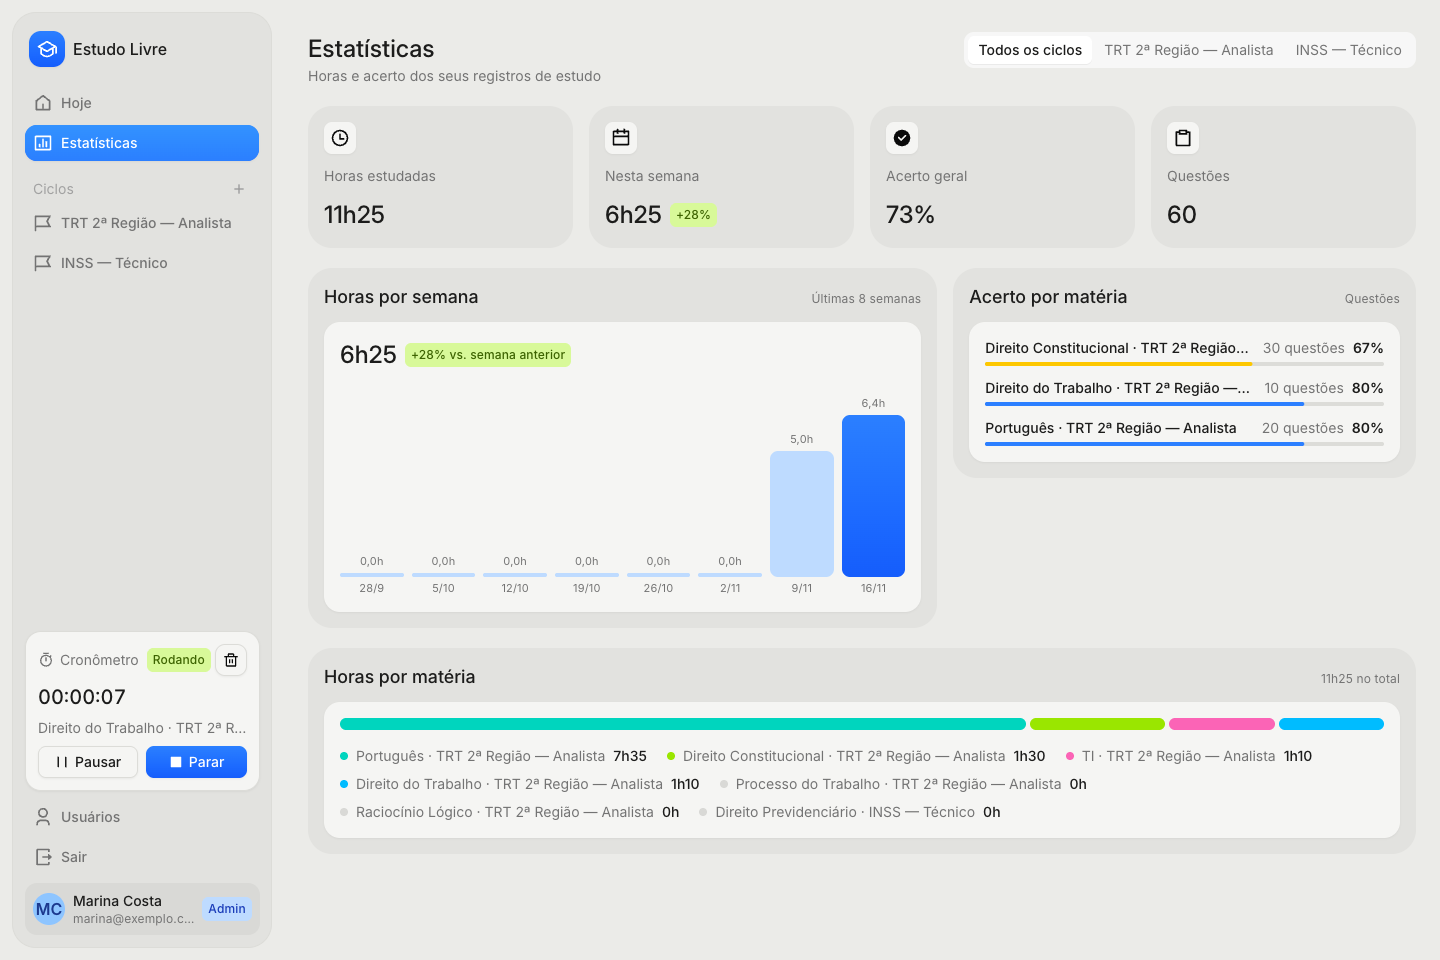 Estudo Livre
Hoje
Estatísticas
Ciclos
TRT 2ª Região — Analista
INSS — Técnico
Cronômetro Rodando
00:00:07
Direito do Trabalho · TRT 2ª R...
Pausar Parar
Usuários
Sair
MC Marina Costa Admin
marina@exemplo.c...
Estatísticas
Horas e acerto dos seus registros de estudo
Todos os ciclos TRT 2ª Região — Analista INSS — Técnico
Horas estudadas
11h25
Nesta semana
6h25 +28%
Acerto geral
73%
Questões
60
Horas por semana Últimas 8 semanas
6h25 +28% vs. semana anterior
0,0h 0,0h 0,0h 0,0h 0,0h 0,0h 5,0h 6,4h
28/9 5/10 12/10 19/10 26/10 2/11 9/11 16/11
Acerto por matéria Questões
Direito Constitucional · TRT 2ª Região... 30 questões 67%
Direito do Trabalho · TRT 2ª Região —... 10 questões 80%
Português · TRT 2ª Região — Analista 20 questões 80%
Horas por matéria 11h25 no total
Português · TRT 2ª Região — Analista 7h35 Direito Constitucional · TRT 2ª Região — Analista 1h30 TI · TRT 2ª Região — Analista 1h10
Direito do Trabalho · TRT 2ª Região — Analista 1h10 Processo do Trabalho · TRT 2ª Região — Analista 0h
Raciocínio Lógico · TRT 2ª Região — Analista 0h Direito Previdenciário · INSS — Técnico 0h